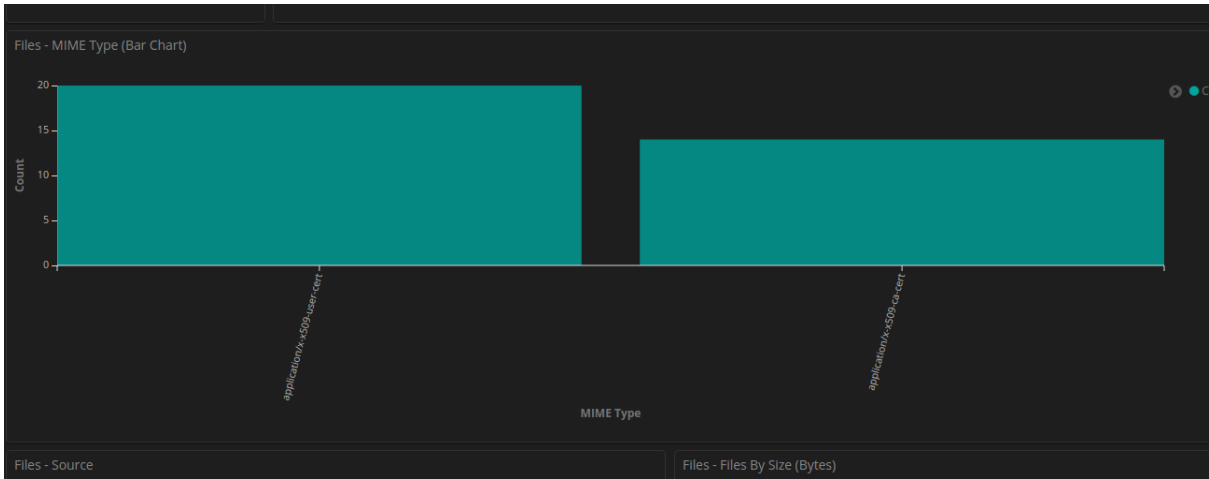 Files - MIME Type (Bar Chart)
20
15
10
5
0
Count
application/x-x509-user-cert
application/x-x509-ca-cert
MIME Type
Files - Source
Files - Files By Size (Bytes)